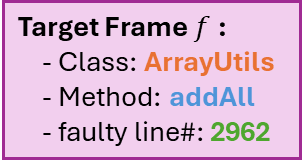 Target Frame f :
- Class: ArrayUtils
- Method: addAll
- faulty line#: 2962